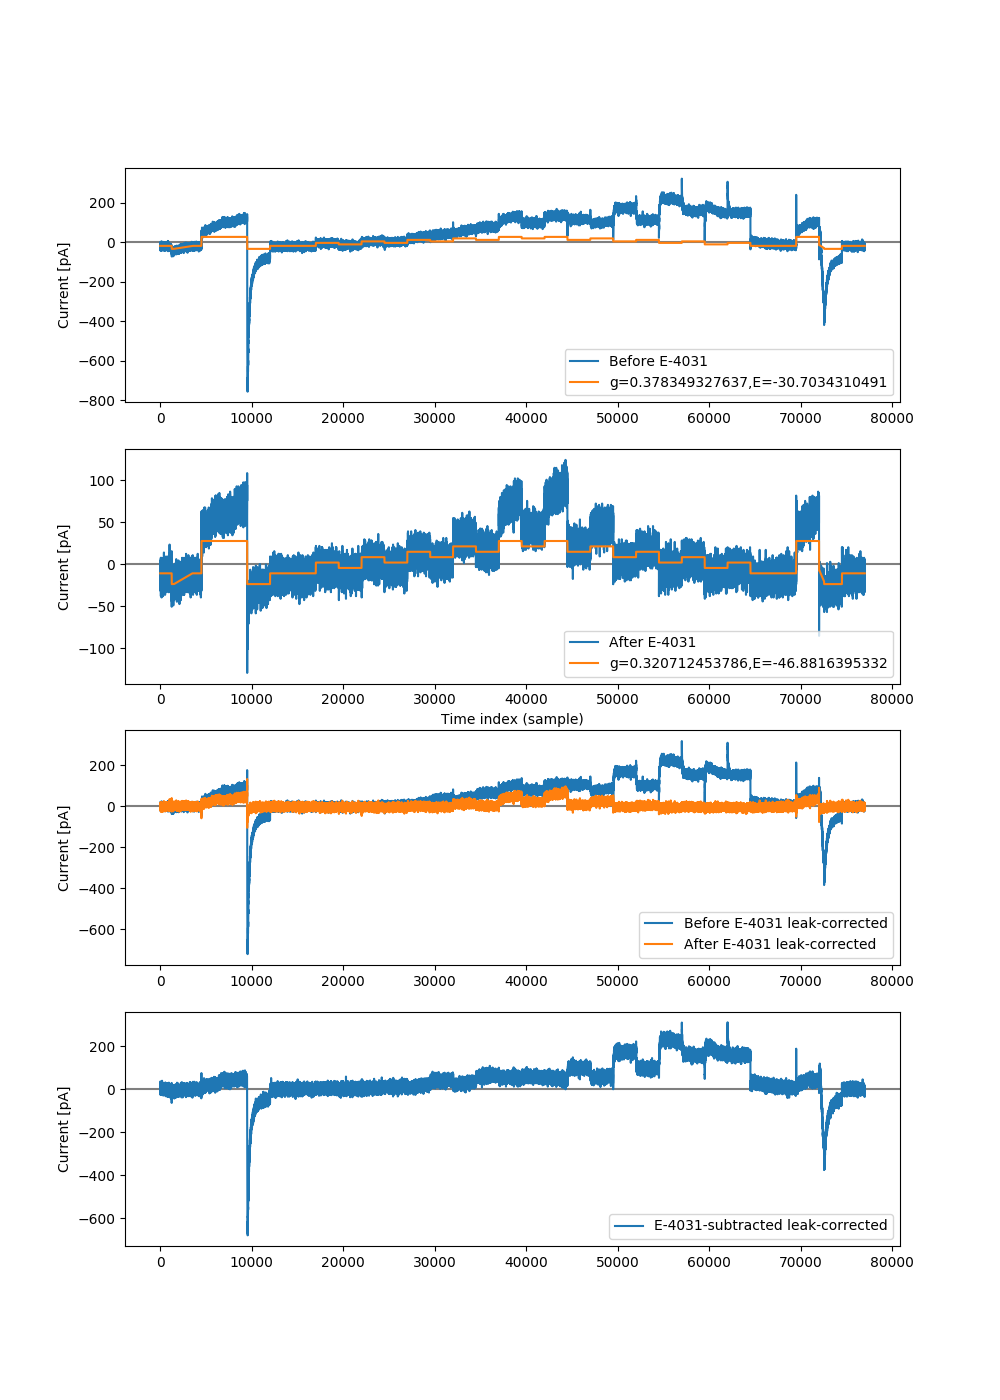 200
0
−200
−400
−600
−800
Current [pA]
Before E-4031
g=0.378349327637,E=-30.7034310491
0 10000 20000 30000 40000 50000 60000 70000 80000
100
50
0
−50
−100
Current [pA]
After E-4031
g=0.320712453786,E=-46.8816395332
0 10000 20000 30000 40000 50000 60000 70000 80000
Time index (sample)
200
0
−200
−400
−600
Current [pA]
Before E-4031 leak-corrected
After E-4031 leak-corrected
0 10000 20000 30000 40000 50000 60000 70000 80000
200
0
−200
−400
−600
Current [pA]
E-4031-subtracted leak-corrected
0 10000 20000 30000 40000 50000 60000 70000 80000